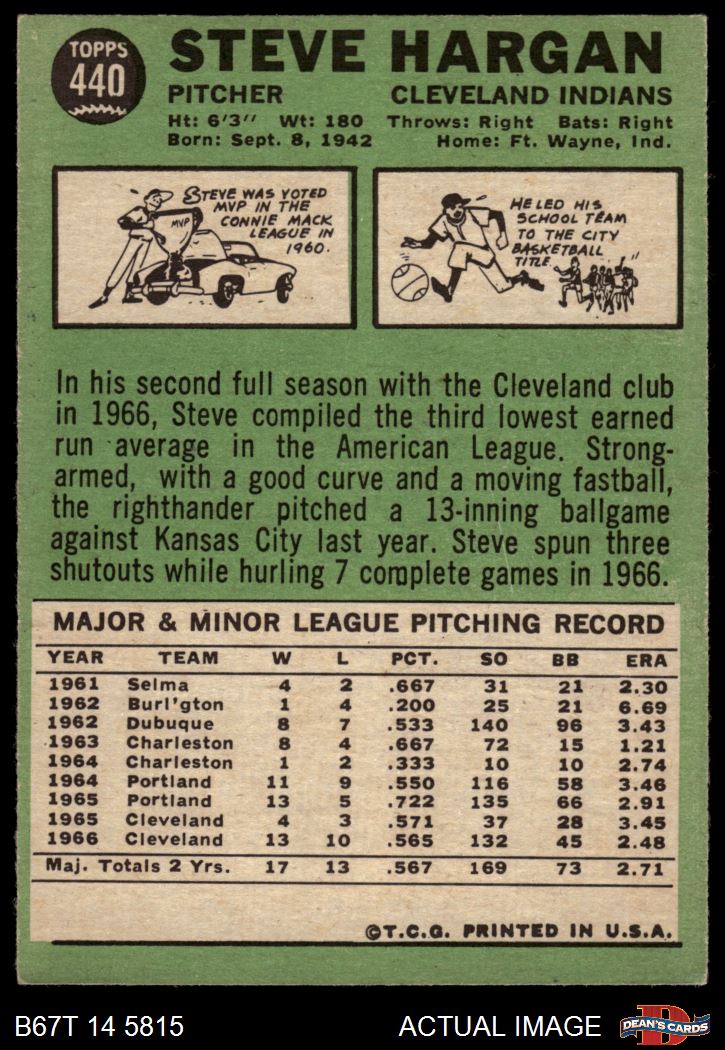 TOPPS
440
STEVE HARGAN
PITCHER CLEVELAND INDIANS
Ht: 6'3" Wt: 180 Throws: Right Bats: Right
Born: Sept. 8, 1942 Home: Ft. Wayne, Ind.
STEVE WAS VOTED
MVP IN THE
CONNIE MACK
LEAGUE IN
1960.
MVP
HE LED HIS
SCHOOL TEAM
TO THE CITY
BASKETBALL
TITLE.
In his second full season with the Cleveland club
in 1966, Steve compiled the third lowest earned
run average in the American League. Strong-
armed, with a good curve and a moving fastball,
the righthander pitched a 13-inning ballgame
against Kansas City last year. Steve spun three
shutouts while hurling 7 complete games in 1966.
MAJOR & MINOR LEAGUE PITCHING RECORD
YEAR TEAM W L PCT. SO BB ERA
1961 Selma 4 2 .667 31 21 2.30
1962 Burl'gton 1 4 .200 25 21 6.69
1962 Dubuque 8 7 .533 140 96 3.43
1963 Charleston 8 4 .667 72 15 1.21
1964 Charleston 1 2 .333 10 10 2.74
1964 Portland 11 9 .550 116 58 3.46
1965 Portland 13 5 .722 135 66 2.91
1965 Cleveland 4 3 .571 37 28 3.45
1966 Cleveland 13 10 .565 132 45 2.48
Maj. Totals 2 Yrs. 17 13 .567 169 73 2.71
©T.C.G. PRINTED IN U.S.A.
B67T 14 5815 ACTUAL IMAGE
DEAN'S CARDS